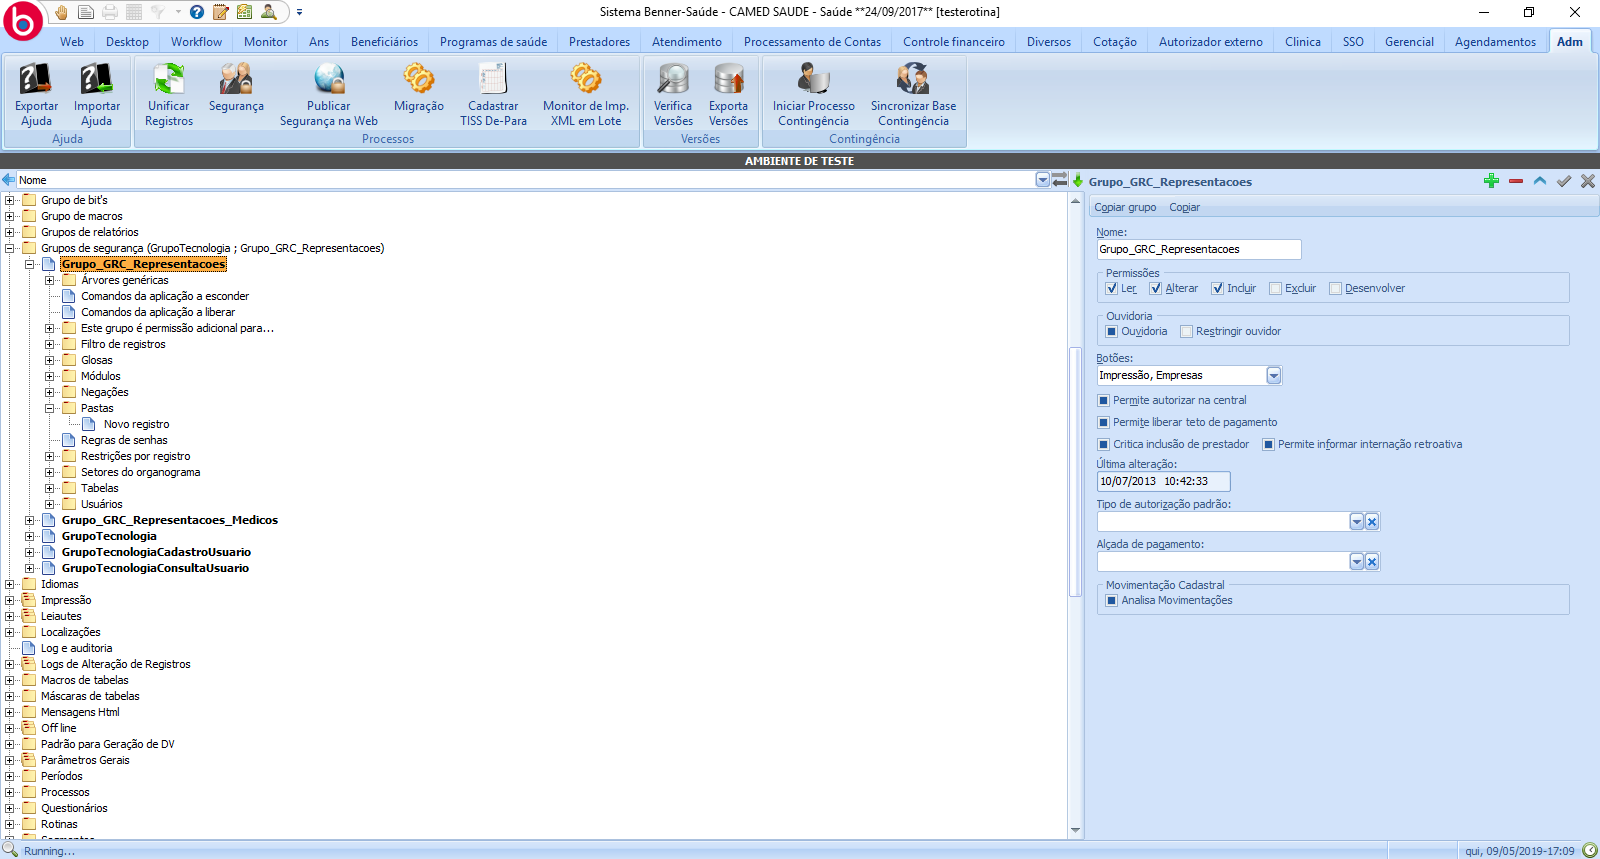 Sistema Benner-Saúde - CAMED SAUDE - Saúde **24/09/2017** [testerotina]
b
Web Desktop Workflow Monitor Ans Beneficiários Programas de saúde Prestadores Atendimento Processamento de Contas Controle financeiro Diversos Cotação Autorizador externo Clinica SSO Gerencial Agendamentos Adm
Exportar Ajuda
Importar Ajuda
Ajuda
Unificar Registros
Segurança
Publicar Segurança na Web
Migração
Cadastrar TISS De-Para
Monitor de Imp. XML em Lote
Processos
Verifica Versões
Exporta Versões
Versões
Iniciar Processo Contingência
Sincronizar Base Contingência
Contingência
AMBIENTE DE TESTE
Nome
Grupo de bit's
Grupo de macros
Grupos de relatórios
Grupos de segurança (GrupoTecnologia ; Grupo_GRC_Representacoes)
Grupo_GRC_Representacoes
Árvores genéricas
Comandos da aplicação a esconder
Comandos da aplicação a liberar
Este grupo é permissão adicional para...
Filtro de registros
Glosas
Módulos
Negações
Pastas
Novo registro
Regras de senhas
Restrições por registro
Setores do organograma
Tabelas
Usuários
Grupo_GRC_Representacoes_Medicos
GrupoTecnologia
GrupoTecnologiaCadastroUsuario
GrupoTecnologiaConsultaUsuario
Idiomas
Impressão
Leiautes
Localizações
Log e auditoria
Logs de Alteração de Registros
Macros de tabelas
Máscaras de tabelas
Mensagens Html
Off line
Padrão para Geração de DV
Parâmetros Gerais
Períodos
Processos
Questionários
Rotinas
Grupo_GRC_Representacoes
Copiar grupo Copiar
Nome:
Grupo_GRC_Representacoes
Permissões
Ler Alterar Incluir Excluir Desenvolver
Ouvidoria
Ouvidoria Restringir ouvidor
Botões:
Impressão, Empresas
Permite autorizar na central
Permite liberar teto de pagamento
Critica inclusão de prestador Permite informar internação retroativa
Última alteração:
10/07/2013 10:42:33
Tipo de autorização padrão:
Alçada de pagamento:
Movimentação Cadastral
Analisa Movimentações
Running...
qui, 09/05/2019-17:09